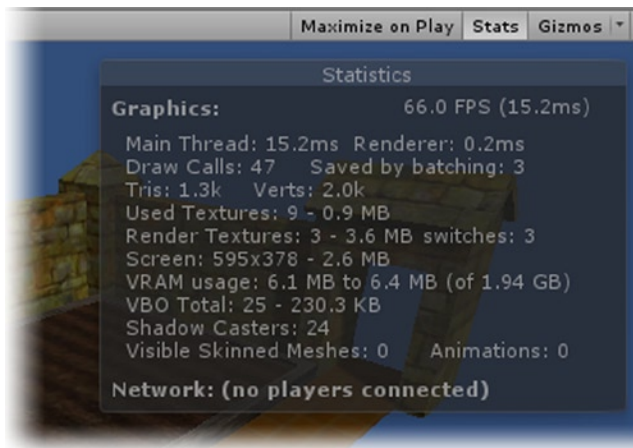 Maximize on Play Stats Gizmos
Statistics
Graphics: 66.0 FPS (15.2ms)
Main Thread: 15.2ms Renderer: 0.2ms
Draw Calls: 47 Saved by batching: 3
Tris: 1.3k Verts: 2.0k
Used Textures: 9 - 0.9 MB
Render Textures: 3 - 3.6 MB switches: 3
Screen: 595x378 - 2.6 MB
VRAM usage: 6.1 MB to 6.4 MB (of 1.94 GB)
VBO Total: 25 - 230.3 KB
Shadow Casters: 24
Visible Skinned Meshes: 0 Animations: 0
Network: (no players connected)